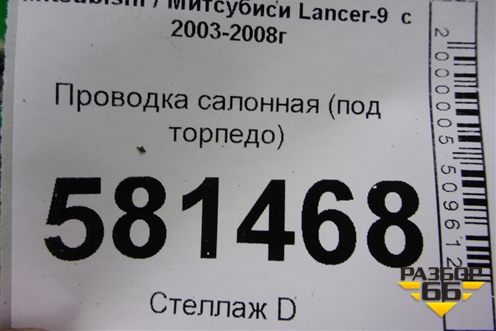 Mitsubishi / Митсубиси Lancer-9 с
2003-2008г
Проводка салонная (под
торпедо)
581468
Стеллаж D
2000005509612
РАЗБОР
66